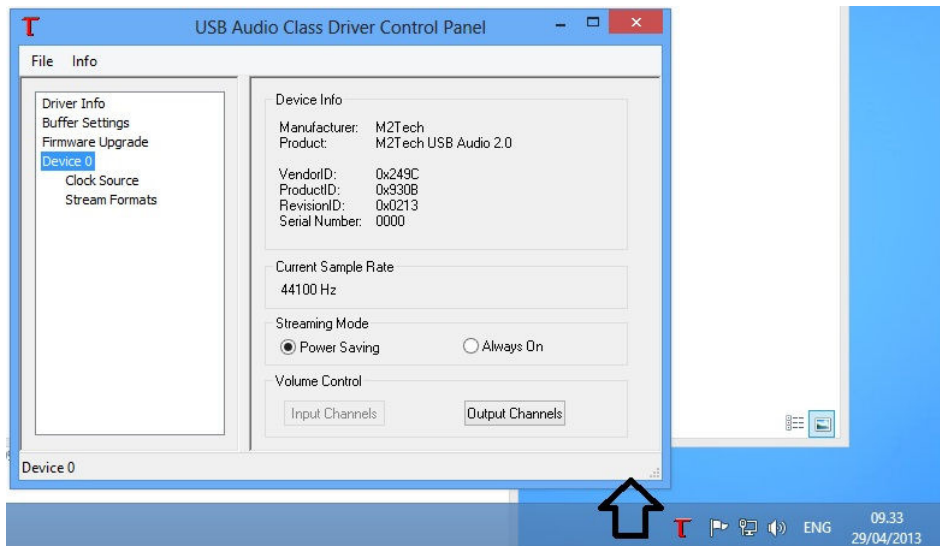 T USB Audio Class Driver Control Panel
File Info
Driver Info
Buffer Settings
Firmware Upgrade
Device 0
Clock Source
Stream Formats
Device Info
Manufacturer: M2Tech
Product: M2Tech USB Audio 2.0
VendorID: 0x249C
ProductID: 0x930B
RevisionID: 0x0213
Serial Number: 0000
Current Sample Rate
44100 Hz
Streaming Mode
Power Saving Always On
Volume Control
Input Channels Output Channels
Device 0
T ENG 09.33
29/04/2013